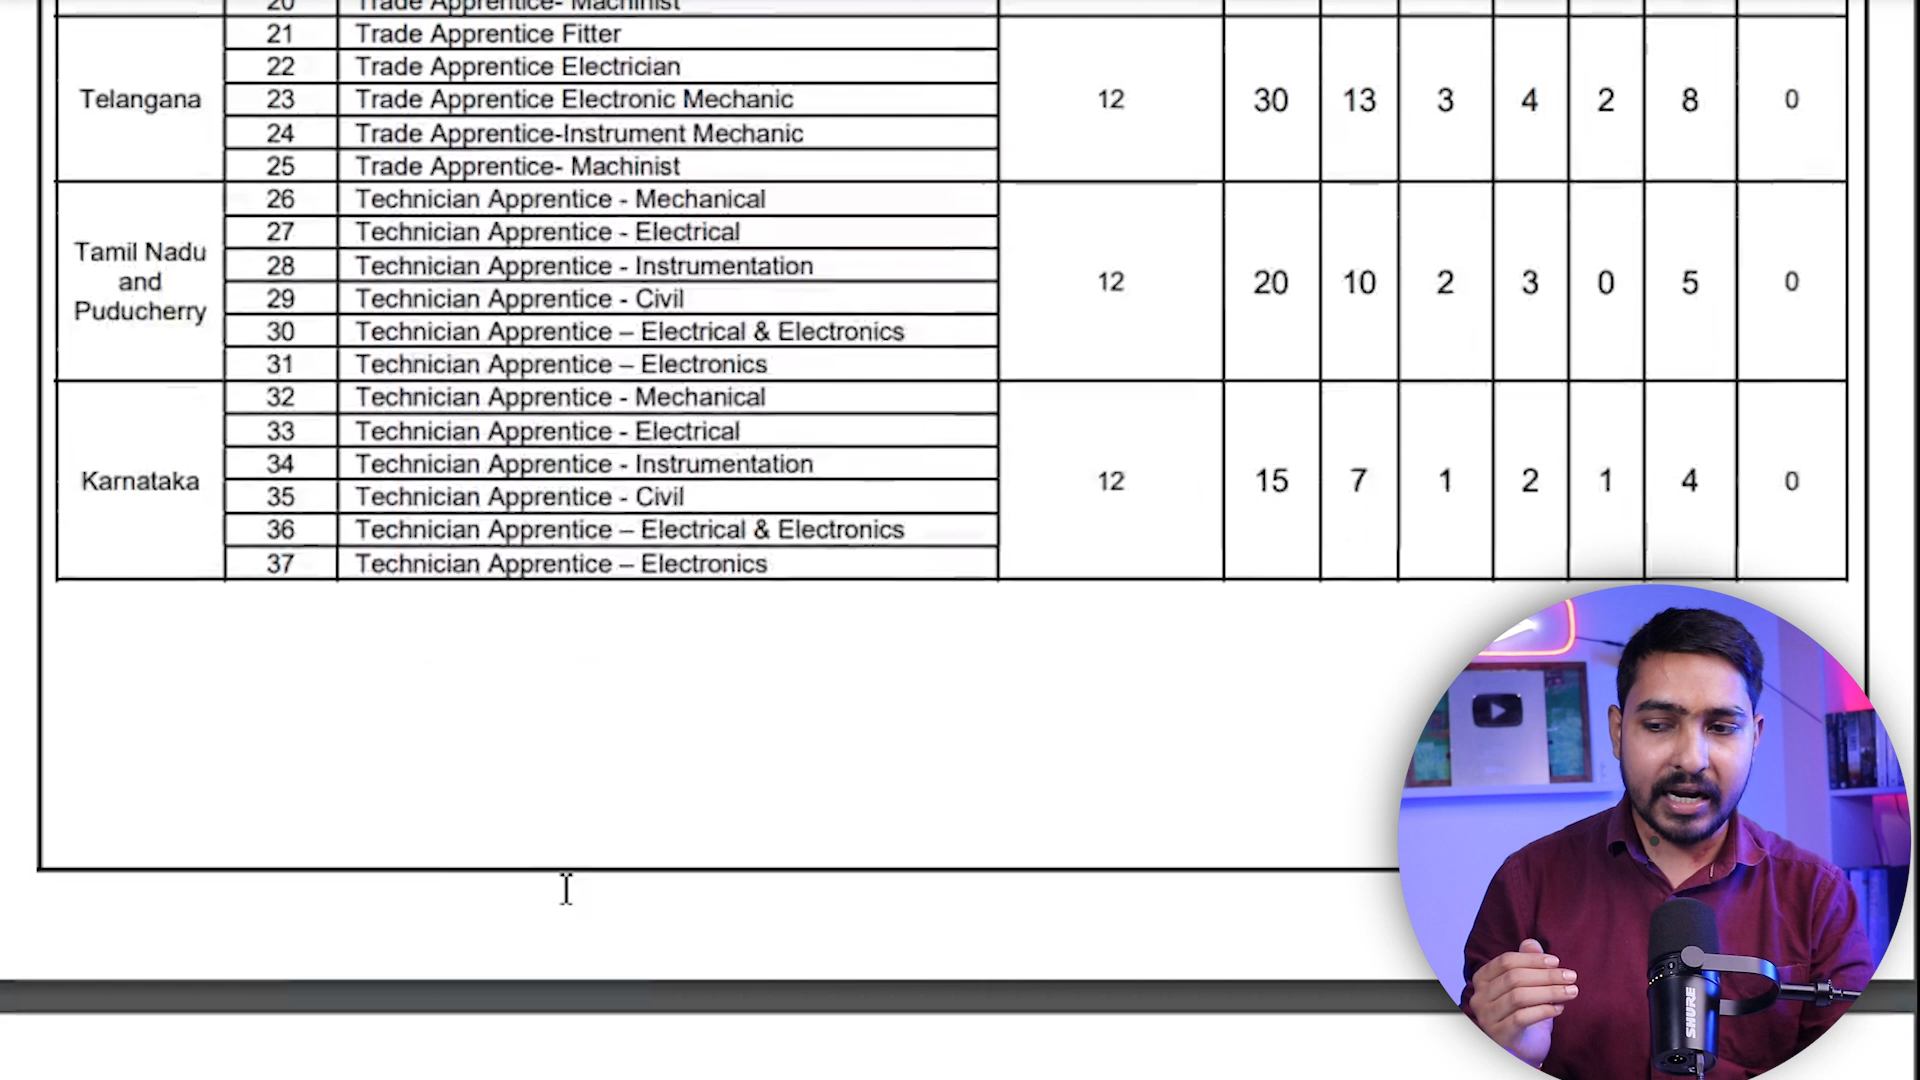 20 Trade Apprentice- Machinist
21 Trade Apprentice Fitter
22 Trade Apprentice Electrician
Telangana 23 Trade Apprentice Electronic Mechanic 12 30 13 3 4 2 8 0
24 Trade Apprentice-Instrument Mechanic
25 Trade Apprentice- Machinist
26 Technician Apprentice - Mechanical
27 Technician Apprentice - Electrical
Tamil Nadu
and
Puducherry
28 Technician Apprentice - Instrumentation 12 20 10 2 3 0 5 0
29 Technician Apprentice - Civil
30 Technician Apprentice – Electrical & Electronics
31 Technician Apprentice – Electronics
32 Technician Apprentice - Mechanical
33 Technician Apprentice - Electrical
34 Technician Apprentice - Instrumentation
Karnataka 12 15 7 1 2 1 4 0
35 Technician Apprentice - Civil
36 Technician Apprentice – Electrical & Electronics
37 Technician Apprentice – Electronics
SHURE